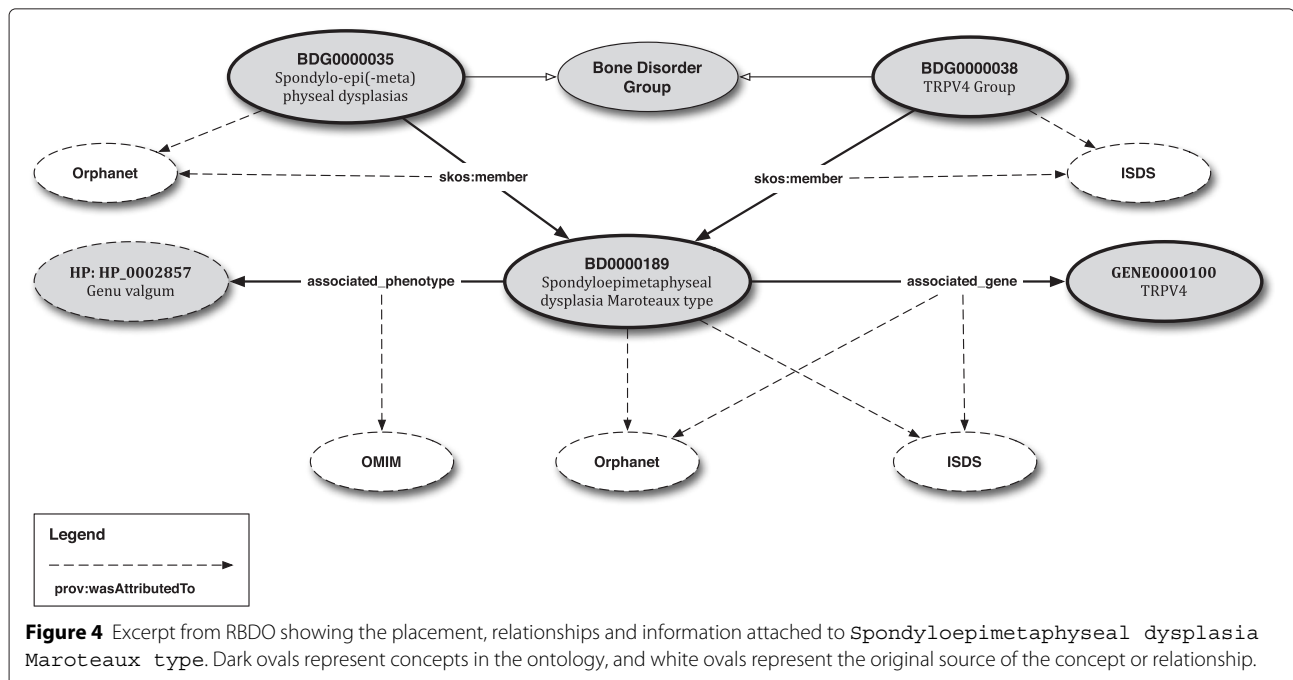 BDG0000035
Spondylo-epi(-meta)
physeal dysplasias
Bone Disorder
Group
BDG0000038
TRPV4 Group
Orphanet
skos:member
skos:member
ISDS
HP: HP_0002857
Genu valgum
associated_phenotype
BD0000189
Spondyloepimetaphyseal
dysplasia Maroteaux type
associated_gene
GENE0000100
TRPV4
OMIM
Orphanet
ISDS
Legend
prov:wasAttributedTo
Figure 4 Excerpt from RBDO showing the placement, relationships and information attached to Spondyloepimetaphyseal dysplasia
Maroteaux type. Dark ovals represent concepts in the ontology, and white ovals represent the original source of the concept or relationship.